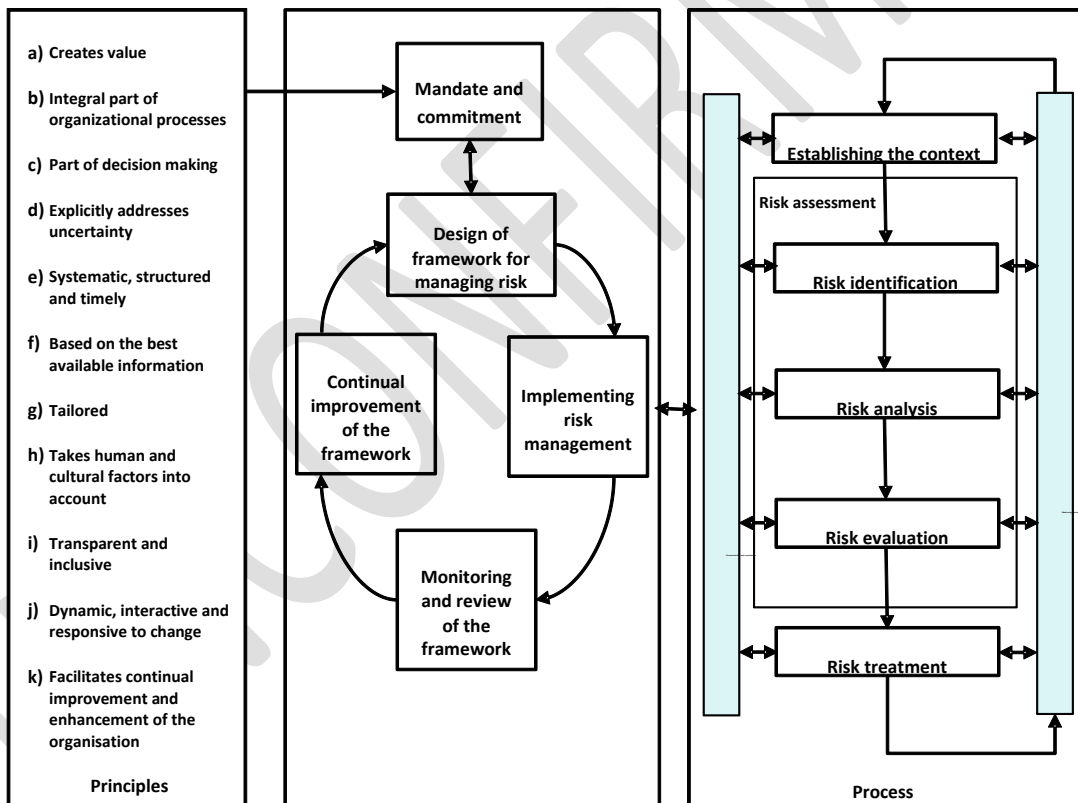 a) Creates value
b) Integral part of
organizational processes
c) Part of decision making
d) Explicitly addresses
uncertainty
e) Systematic, structured
and timely
f) Based on the best
available information
g) Tailored
h) Takes human and
cultural factors into
account
i) Transparent and
inclusive
j) Dynamic, interactive and
responsive to change
k) Facilitates continual
improvement and
enhancement of the
organisation
Principles
Mandate and
commitment
Design of
framework for
managing risk
Continual
improvement
of the
framework
Implementing
risk
management
Monitoring
and review
of the
framework
Establishing the context
Risk assessment
Risk identification
Risk analysis
Risk evaluation
Risk treatment
Process
CONFIRM